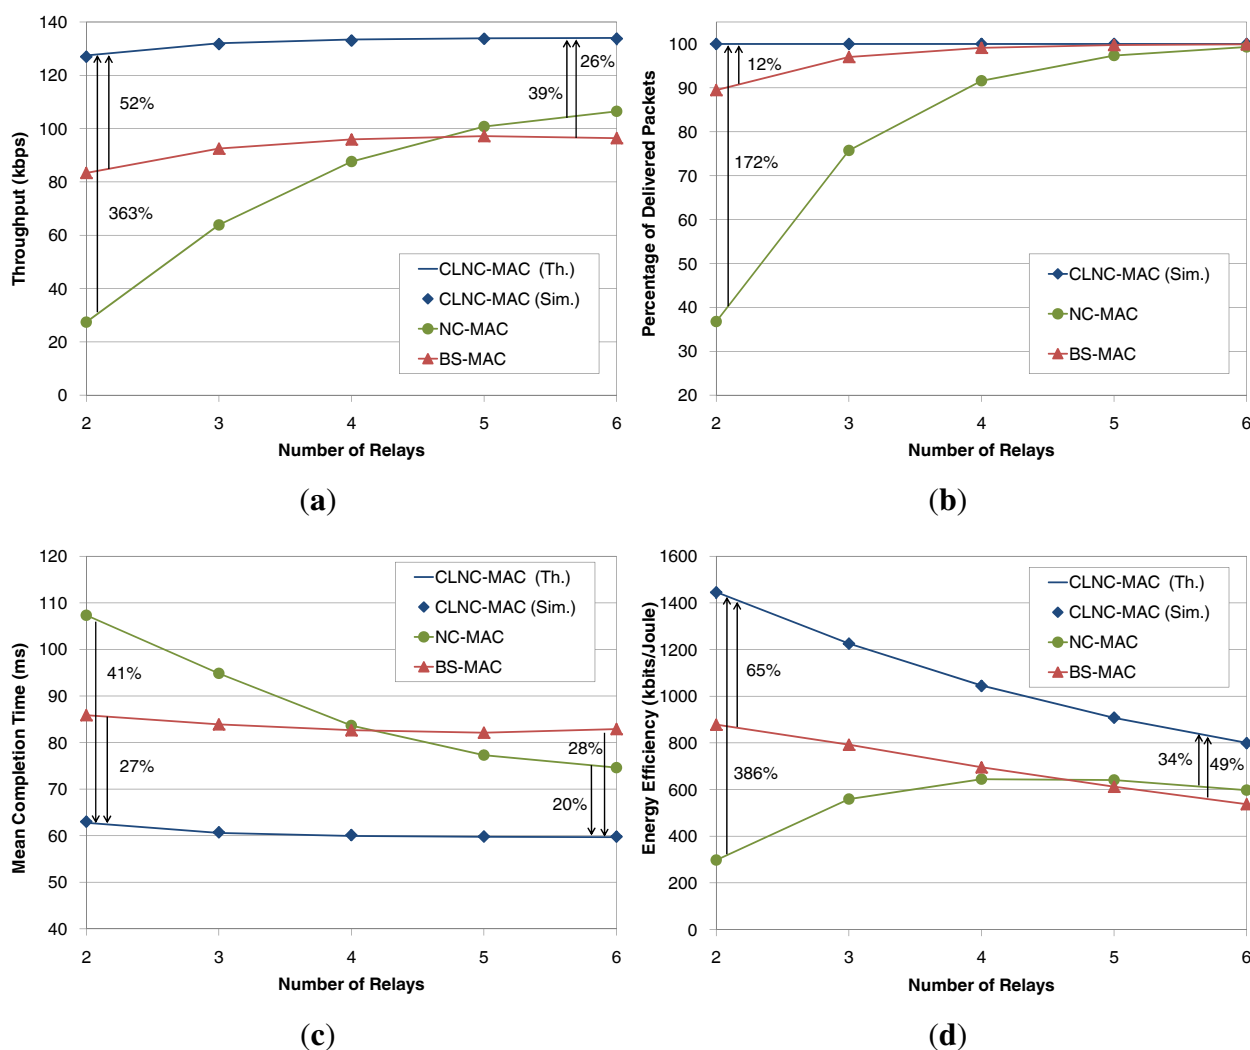 140
120
100
80
60
40
20
0
Throughput (kbps)
52%
363%
39%
26%
CLNC-MAC (Th.)
CLNC-MAC (Sim.)
NC-MAC
BS-MAC
2 3 4 5 6
Number of Relays
(a)
100
90
80
70
60
50
40
30
20
Percentage of Delivered Packets
12%
172%
CLNC-MAC (Sim.)
NC-MAC
BS-MAC
2 3 4 5 6
Number of Relays
(b)
120
110
100
90
80
70
60
50
40
Mean Completion Time (ms)
41%
27%
28%
20%
CLNC-MAC (Th.)
CLNC-MAC (Sim.)
NC-MAC
BS-MAC
2 3 4 5 6
Number of Relays
(c)
1600
1400
1200
1000
800
600
400
200
0
Energy Efficiency (kbits/Joule)
65%
386%
34%
49%
CLNC-MAC (Th.)
CLNC-MAC (Sim.)
NC-MAC
BS-MAC
2 3 4 5 6
Number of Relays
(d)